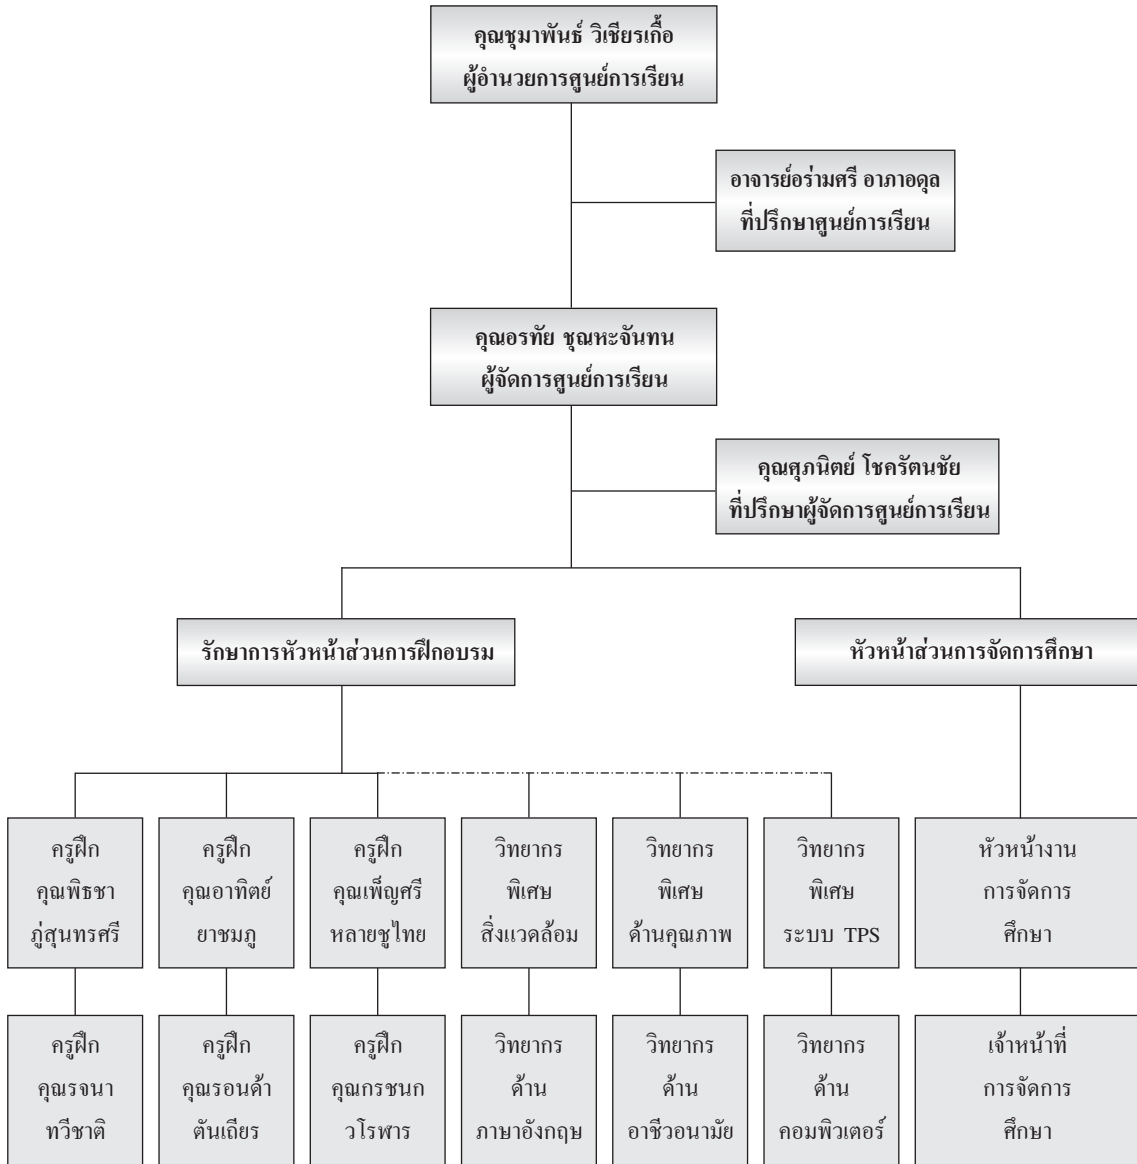 คุณชุมาพันธ์ วิเชียรเกื้อ
ผู้อำนวยการศูนย์การเรียน
อาจารย์อร่ามศรี อาภาอดุล
ที่ปรึกษาศูนย์การเรียน
คุณอรทัย ชุณหะจันทน
ผู้จัดการศูนย์การเรียน
คุณศุภนิตย์ โชครัตนชัย
ที่ปรึกษาผู้จัดการศูนย์การเรียน
รักษาการหัวหน้าส่วนการฝึกอบรม
หัวหน้าส่วนการจัดการศึกษา
ครูฝึก
คุณพิธชา
ภู่สุนทรศรี
ครูฝึก
คุณอาทิตย์
ยาชมภู
ครูฝึก
คุณเพ็ญศรี
หลายชูไทย
วิทยากร
พิเศษ
สิ่งแวดล้อม
วิทยากร
พิเศษ
ด้านคุณภาพ
วิทยากร
พิเศษ
ระบบ TPS
หัวหน้างาน
การจัดการ
ศึกษา
ครูฝึก
คุณรจนา
ทวีชาติ
ครูฝึก
คุณรอนด้า
ตันเถียร
ครูฝึก
คุณกรชนก
วโรฬาร
วิทยากร
ด้าน
ภาษาอังกฤษ
วิทยากร
ด้าน
อาชีวอนามัย
วิทยากร
ด้าน
คอมพิวเตอร์
เจ้าหน้าที่
การจัดการ
ศึกษา